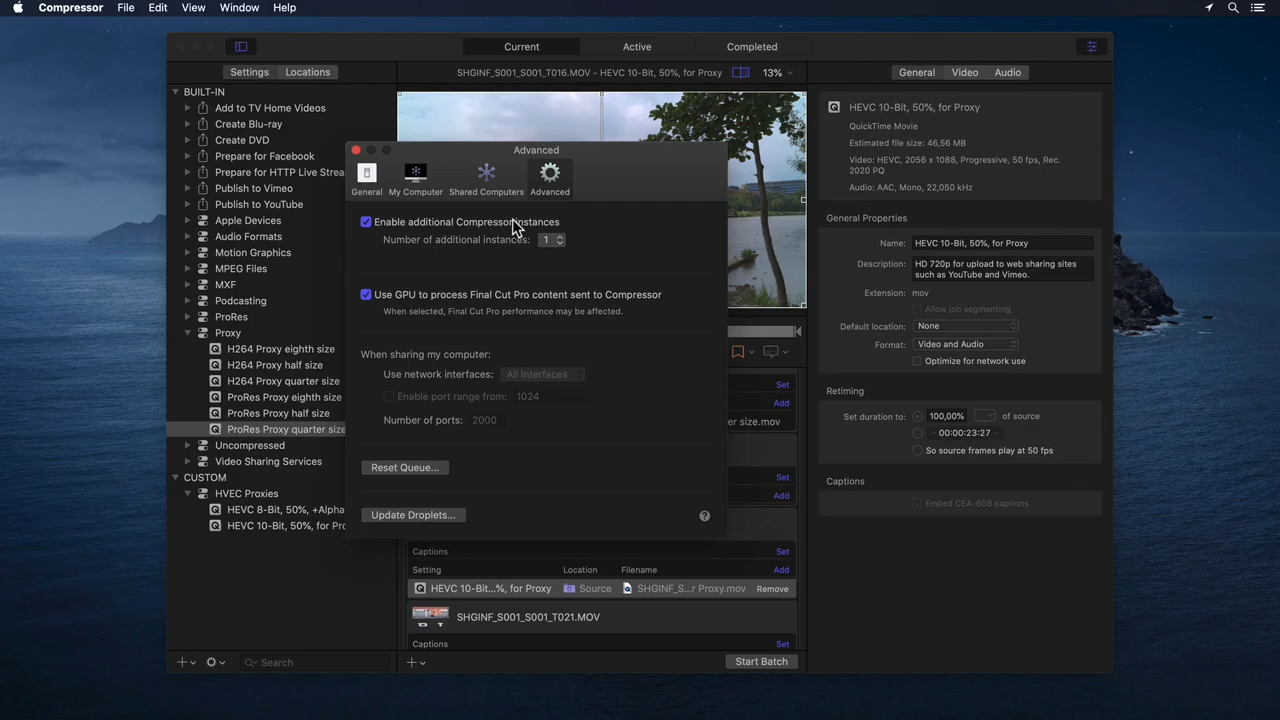 Compressor File Edit View Window Help
Current Active Completed
Settings Locations
SHGINF_S001_S001_T016.MOV - HEVC 10-Bit, 50%, for Proxy 13%
General Video Audio
BUILT-IN
Add to TV Home Videos
Create Blu-ray
Create DVD
Prepare for Facebook
Prepare for HTTP Live Strea
Publish to Vimeo
Publish to YouTube
Apple Devices
Audio Formats
Motion Graphics
MPEG Files
MXF
Podcasting
ProRes
Proxy
H264 Proxy eighth size
H264 Proxy half size
H264 Proxy quarter size
ProRes Proxy eighth size
ProRes Proxy half size
ProRes Proxy quarter size
Uncompressed
Video Sharing Services
CUSTOM
HVEC Proxies
HEVC 8-Bit, 50%, +Alpha
HEVC 10-Bit, 50%, for Pro
Search
Advanced
General My Computer Shared Computers Advanced
Enable additional Compressor instances
Number of additional instances: 1
Use GPU to process Final Cut Pro content sent to Compressor
When selected, Final Cut Pro performance may be affected.
When sharing my computer:
Use network interfaces: All Interfaces
Enable port range from: 1024
Number of ports: 2000
Reset Queue...
Update Droplets... ?
Set
Add
er size.mov
Set
Add
Captions Set
Setting Location Filename Add
HEVC 10-Bit...%, for Proxy Source SHGINF_S...r Proxy.mov Remove
SHGINF_S001_S001_T021.MOV
Captions Set
Start Batch
HEVC 10-Bit, 50%, for Proxy
QuickTime Movie
Estimated file size: 46,56 MB
Video: HEVC, 2056 x 1088, Progressive, 50 fps, Rec.
2020 PQ
Audio: AAC, Mono, 22,050 kHz
General Properties
Name: HEVC 10-Bit, 50%, for Proxy
Description: HD 720p for upload to web sharing sites
such as YouTube and Vimeo.
Extension: mov
Allow job segmenting
Default location: None
Format: Video and Audio
Optimize for network use
Retiming
Set duration to: 100,00% of source
00:00:23:27
So source frames play at 50 fps
Captions
Embed CEA-608 captions